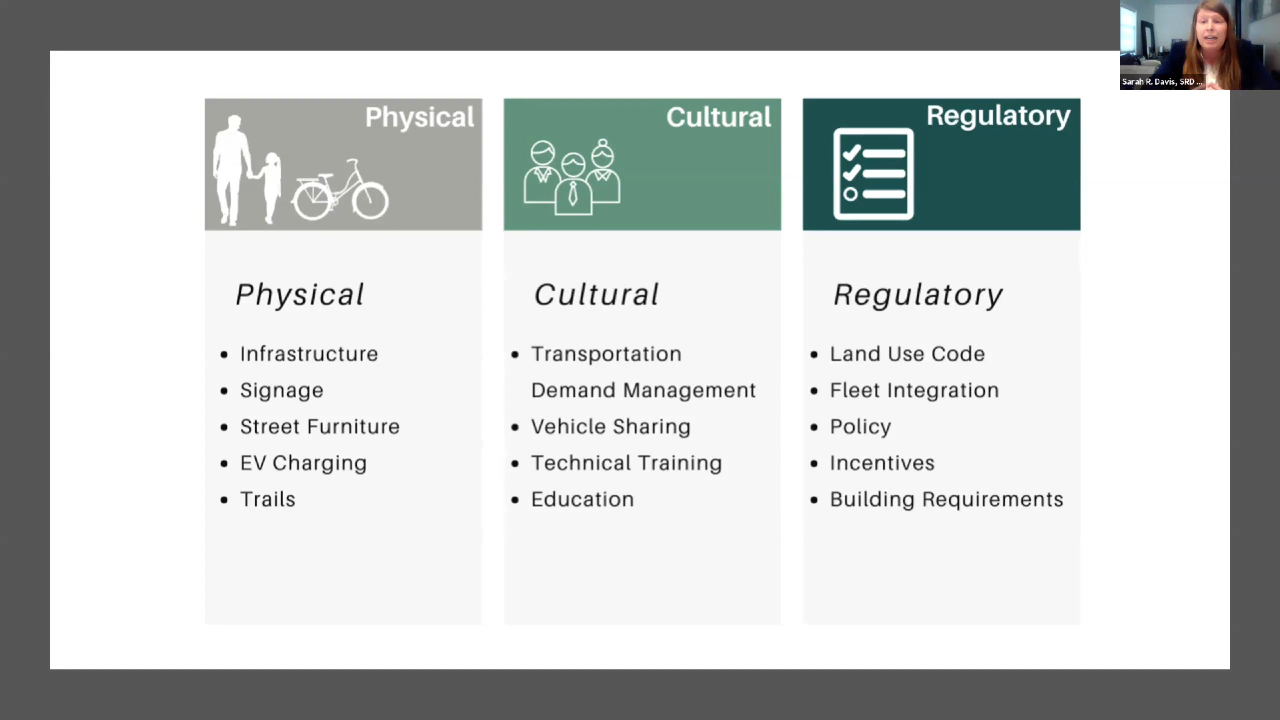 Sarah R. Davis, SRD ...
Physical
Physical
Infrastructure
Signage
Street Furniture
EV Charging
Trails
Cultural
Cultural
Transportation
Demand Management
Vehicle Sharing
Technical Training
Education
Regulatory
Regulatory
Land Use Code
Fleet Integration
Policy
Incentives
Building Requirements